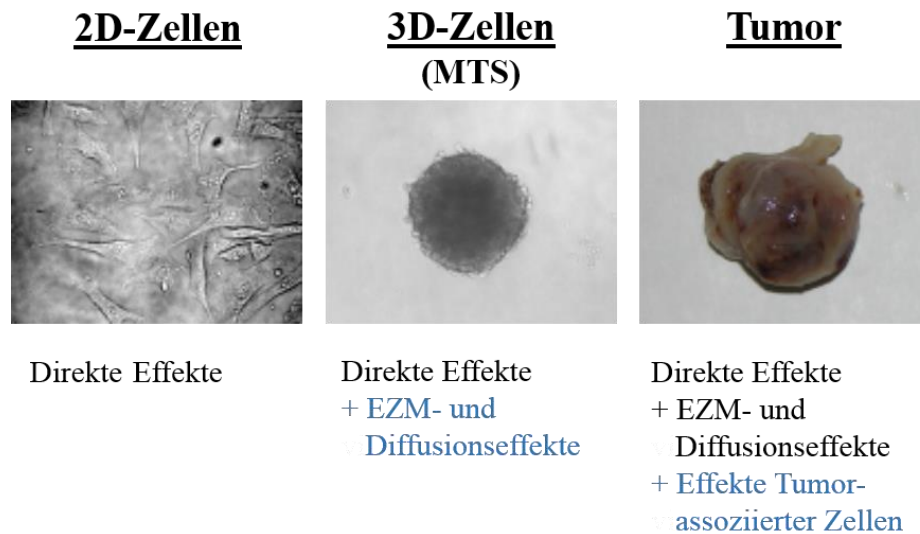 2D-Zellen
3D-Zellen
(MTS)
Tumor
Direkte Effekte
Direkte Effekte
+ EZM- und
Diffusionseffekte
Direkte Effekte
+ EZM- und
Diffusionseffekte
+ Effekte Tumor-
assoziierter Zellen